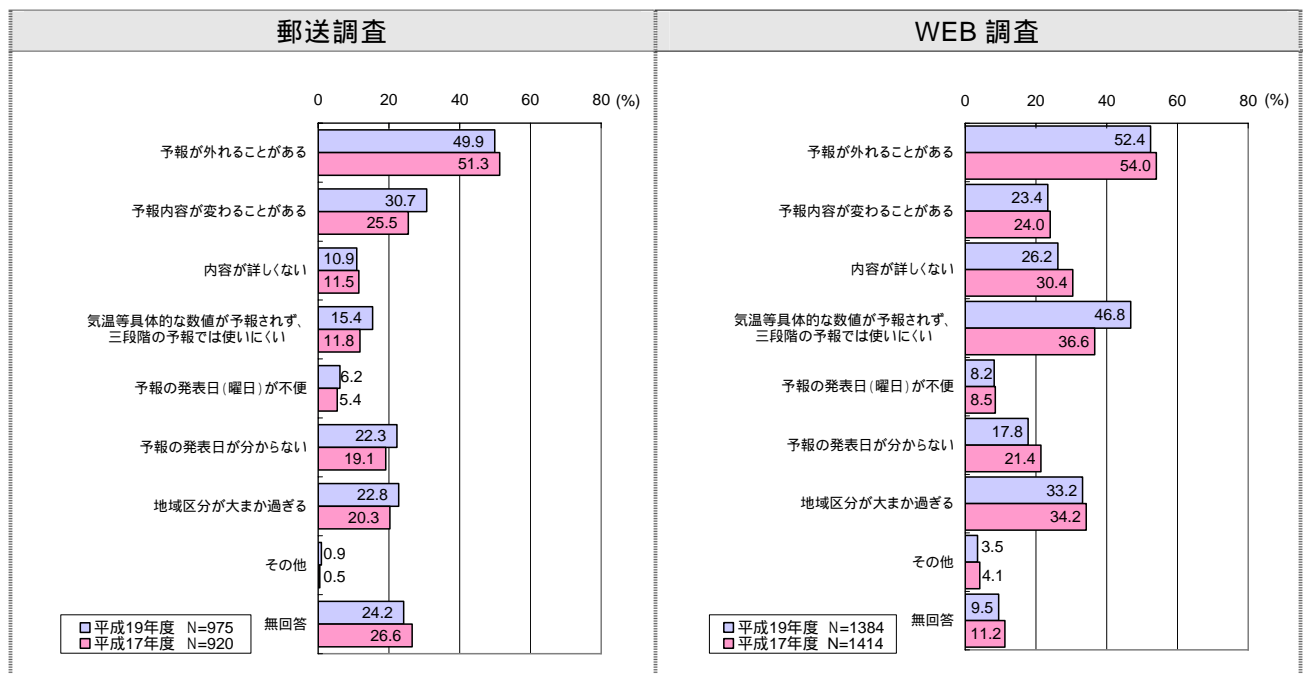 郵送調査
0 20 40 60 80 (%)
予報が外れることがある
49.9
51.3
予報内容が変わることがある
30.7
25.5
内容が詳しくない
10.9
11.5
気温等具体的な数値が予報されず、
三段階の予報では使いにくい
15.4
11.8
予報の発表日(曜日)が不便
6.2
5.4
予報の発表日が分からない
22.3
19.1
地域区分が大まか過ぎる
22.8
20.3
その他
0.9
0.5
無回答
24.2
26.6
平成19年度 N=975
平成17年度 N=920
WEB 調査
0 20 40 60 80 (%)
予報が外れることがある
52.4
54.0
予報内容が変わることがある
23.4
24.0
内容が詳しくない
26.2
30.4
気温等具体的な数値が予報されず、
三段階の予報では使いにくい
46.8
36.6
予報の発表日(曜日)が不便
8.2
8.5
予報の発表日が分からない
17.8
21.4
地域区分が大まか過ぎる
33.2
34.2
その他
3.5
4.1
無回答
9.5
11.2
平成19年度 N=1384
平成17年度 N=1414